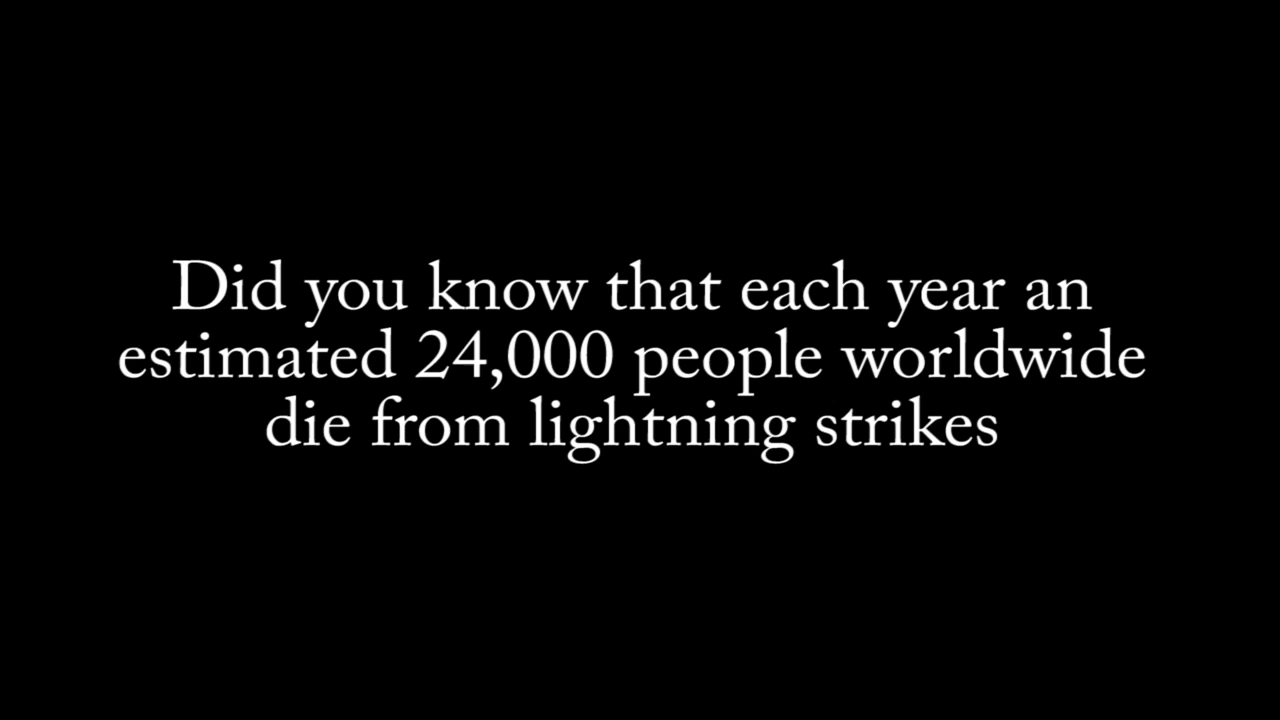 Did you know that each year an
estimated 24,000 people worldwide
die from lightning strikes